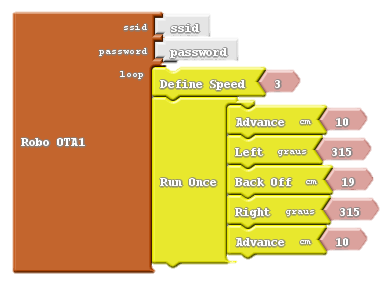 ssid ssid
password password
loop
Define Speed 3
Advance cm 10
Left graus 315
Robo OTA1
Run Once
Back Off cm 19
Right graus 315
Advance cm 10